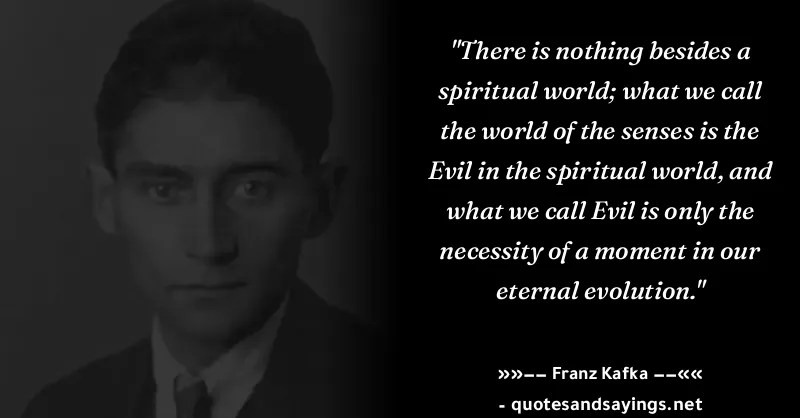 "There is nothing besides a
spiritual world; what we call
the world of the senses is the
Evil in the spiritual world, and
what we call Evil is only the
necessity of a moment in our
eternal evolution."
»»–– Franz Kafka ––««
- quotesandsayings.net